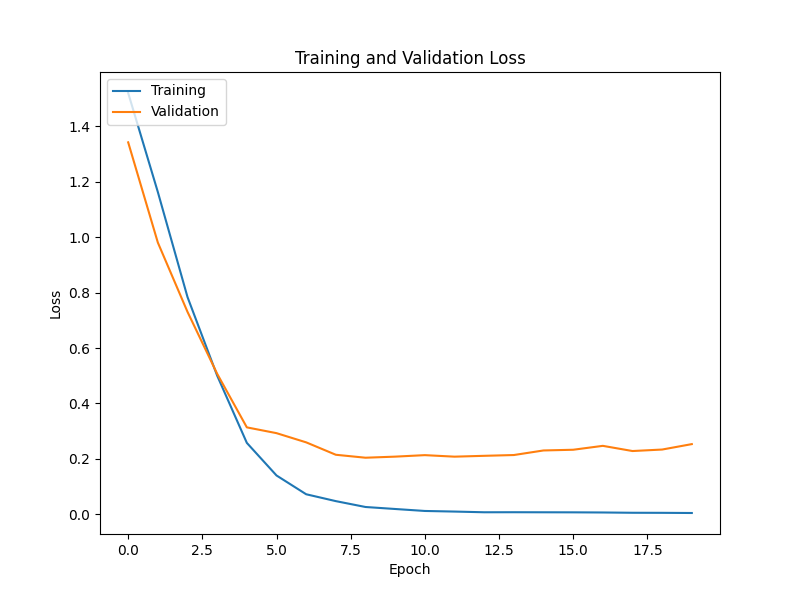 Training and Validation Loss
Training
Validation
1.4
1.2
1.0
0.8
0.6
0.4
0.2
0.0
Loss
0.0 2.5 5.0 7.5 10.0 12.5 15.0 17.5
Epoch